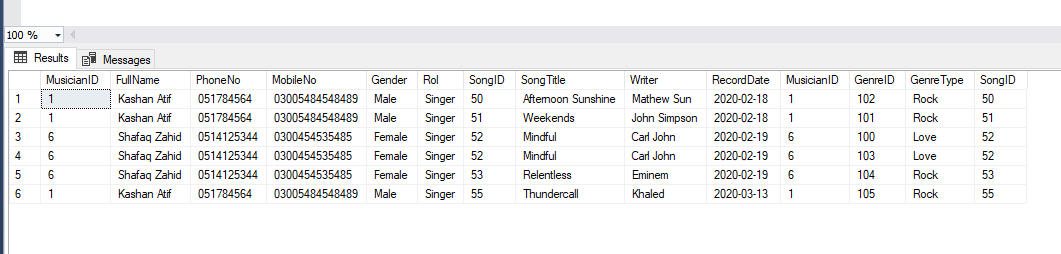 100 %
Results Messages
MusicianID FullName PhoneNo MobileNo Gender Rol SongID SongTitle Writer RecordDate MusicianID GenreID GenreType SongID
1 1 Kashan Atif 051784564 03005484548489 Male Singer 50 Afternoon Sunshine Mathew Sun 2020-02-18 1 102 Rock 50
2 1 Kashan Atif 051784564 03005484548489 Male Singer 51 Weekends John Simpson 2020-02-18 1 101 Rock 51
3 6 Shafaq Zahid 0514125344 0300454535485 Female Singer 52 Mindful Carl John 2020-02-19 6 100 Love 52
4 6 Shafaq Zahid 0514125344 0300454535485 Female Singer 52 Mindful Carl John 2020-02-19 6 103 Love 52
5 6 Shafaq Zahid 0514125344 0300454535485 Female Singer 53 Relentless Eminem 2020-02-19 6 104 Rock 53
6 1 Kashan Atif 051784564 03005484548489 Male Singer 55 Thundercall Khaled 2020-03-13 1 105 Rock 55